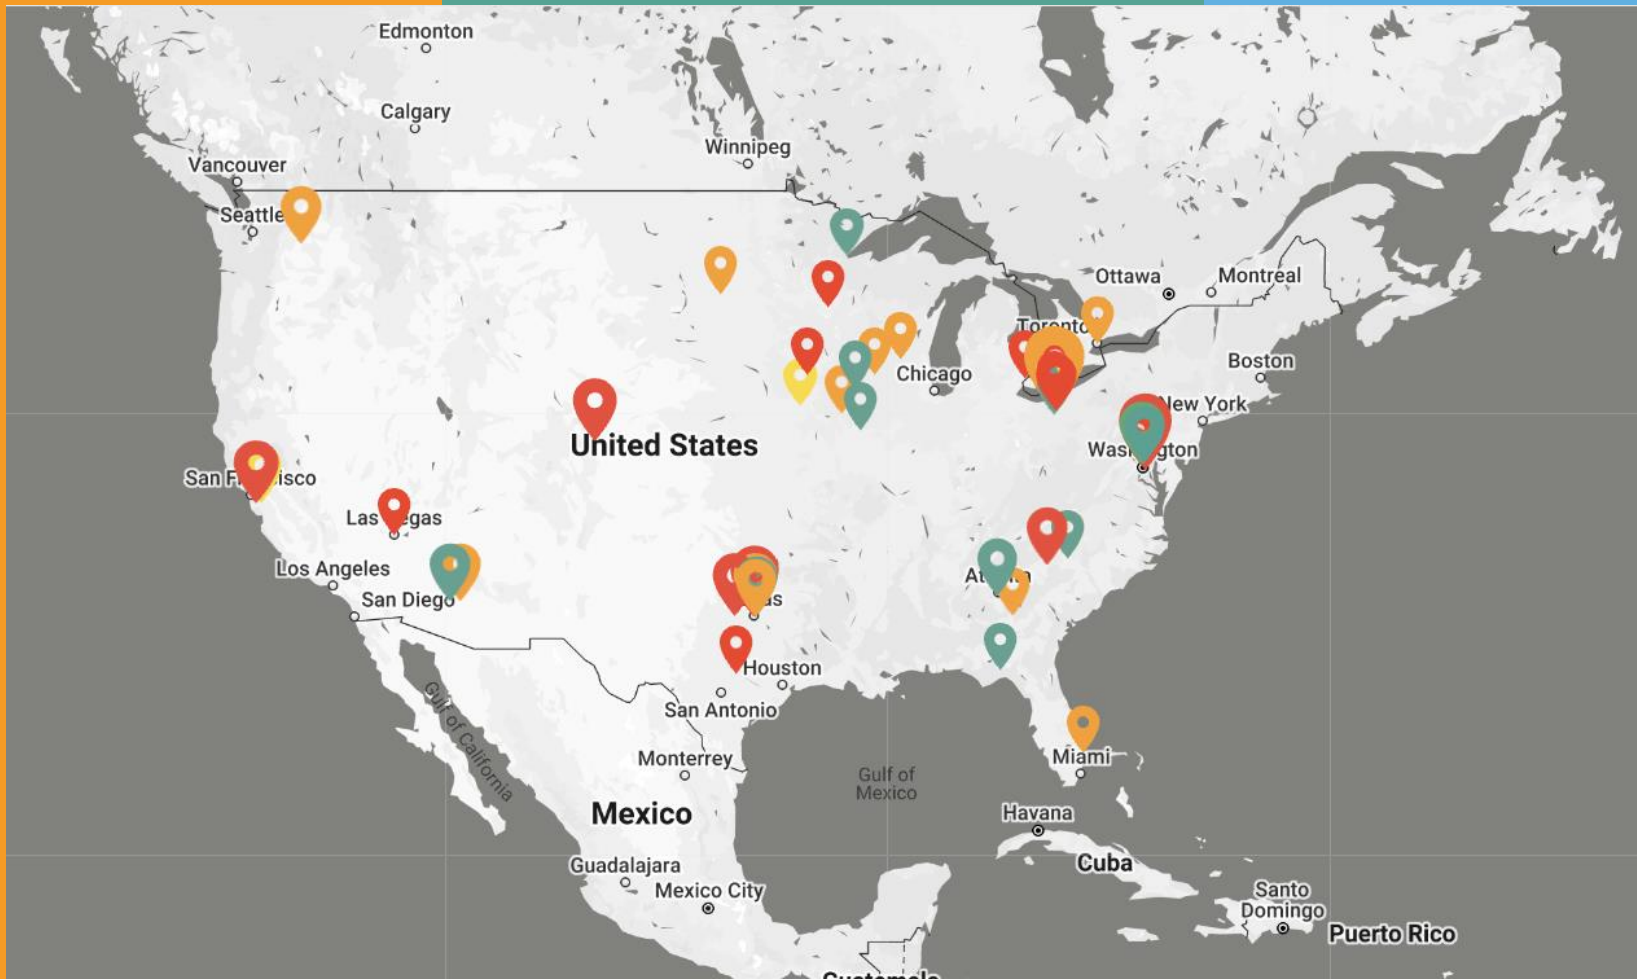 Edmonton
Calgary
Winnipeg
Vancouver
Seattle
Ottawa
Montreal
Toronto
Boston
Chicago
New York
United States
Washington
San Francisco
Las Vegas
Los Angeles
San Diego
Atlanta
Houston
San Antonio
Gulf of California
Monterrey
Miami
Gulf of
Mexico
Mexico
Havana
Cuba
Guadalajara
Mexico City
Santo
Domingo
Puerto Rico